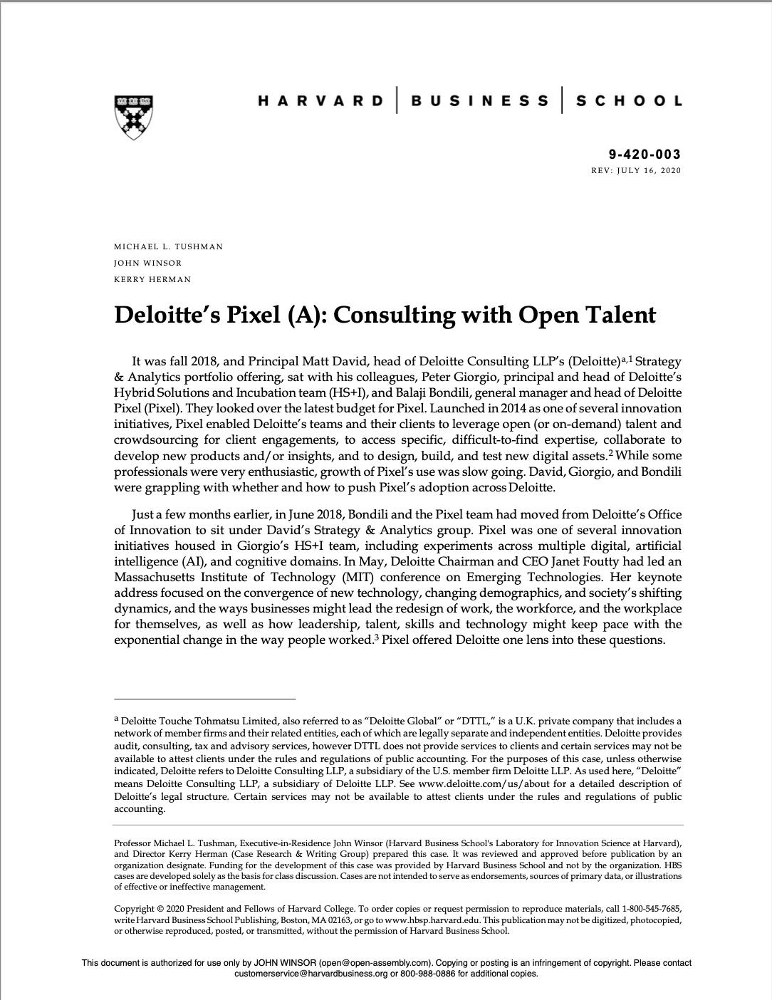 HARVARD | BUSINESS | SCHOOL
9-420-003
REV: JULY 16, 2020
MICHAEL L. TUSHMAN
JOHN WINSOR
KERRY HERMAN
Deloitte’s Pixel (A): Consulting with Open Talent
It was fall 2018, and Principal Matt David, head of Deloitte Consulting LLP’s (Deloitte)a,1 Strategy
& Analytics portfolio offering, sat with his colleagues, Peter Giorgio, principal and head of Deloitte’s
Hybrid Solutions and Incubation team (HS+I), and Balaji Bondili, general manager and head of Deloitte
Pixel (Pixel). They looked over the latest budget for Pixel. Launched in 2014 as one of several innovation
initiatives, Pixel enabled Deloitte’s teams and their clients to leverage open (or on-demand) talent and
crowdsourcing for client engagements, to access specific, difficult-to-find expertise, collaborate to
develop new products and/or insights, and to design, build, and test new digital assets.2 While some
professionals were very enthusiastic, growth of Pixel’s use was slow going. David, Giorgio, and Bondili
were grappling with whether and how to push Pixel’s adoption across Deloitte.
Just a few months earlier, in June 2018, Bondili and the Pixel team had moved from Deloitte’s Office
of Innovation to sit under David’s Strategy & Analytics group. Pixel was one of several innovation
initiatives housed in Giorgio’s HS+I team, including experiments across multiple digital, artificial
intelligence (AI), and cognitive domains. In May, Deloitte Chairman and CEO Janet Foutty had led an
Massachusetts Institute of Technology (MIT) conference on Emerging Technologies. Her keynote
address focused on the convergence of new technology, changing demographics, and society’s shifting
dynamics, and the ways businesses might lead the redesign of work, the workforce, and the workplace
for themselves, as well as how leadership, talent, skills and technology might keep pace with the
exponential change in the way people worked.3 Pixel offered Deloitte one lens into these questions.
a Deloitte Touche Tohmatsu Limited, also referred to as “Deloitte Global” or “DTTL,” is a U.K. private company that includes a
network of member firms and their related entities, each of which are legally separate and independent entities. Deloitte provides
audit, consulting, tax and advisory services, however DTTL does not provide services to clients and certain services may not be
available to attest clients under the rules and regulations of public accounting. For the purposes of this case, unless otherwise
indicated, Deloitte refers to Deloitte Consulting LLP, a subsidiary of the U.S. member firm Deloitte LLP. As used here, “Deloitte”
means Deloitte Consulting LLP, a subsidiary of Deloitte LLP. See www.deloitte.com/us/about for a detailed description of
Deloitte’s legal structure. Certain services may not be available to attest clients under the rules and regulations of public
accounting.
Professor Michael L. Tushman, Executive-in-Residence John Winsor (Harvard Business School's Laboratory for Innovation Science at Harvard),
and Director Kerry Herman (Case Research & Writing Group) prepared this case. It was reviewed and approved before publication by an
organization designate. Funding for the development of this case was provided by Harvard Business School and not by the organization. HBS
cases are developed solely as the basis for class discussion. Cases are not intended to serve as endorsements, sources of primary data, or illustrations
of effective or ineffective management.
Copyright © 2020 President and Fellows of Harvard College. To order copies or request permission to reproduce materials, call 1-800-545-7685,
write Harvard Business School Publishing, Boston, MA 02163, or go to www.hbsp.harvard.edu. This publication may not be digitized, photocopied,
or otherwise reproduced, posted, or transmitted, without the permission of Harvard Business School.
This document is authorized for use only by JOHN WINSOR (open@open-assembly.com). Copying or posting is an infringement of copyright. Please contact
customerservice@harvardbusiness.org or 800-988-0886 for additional copies.